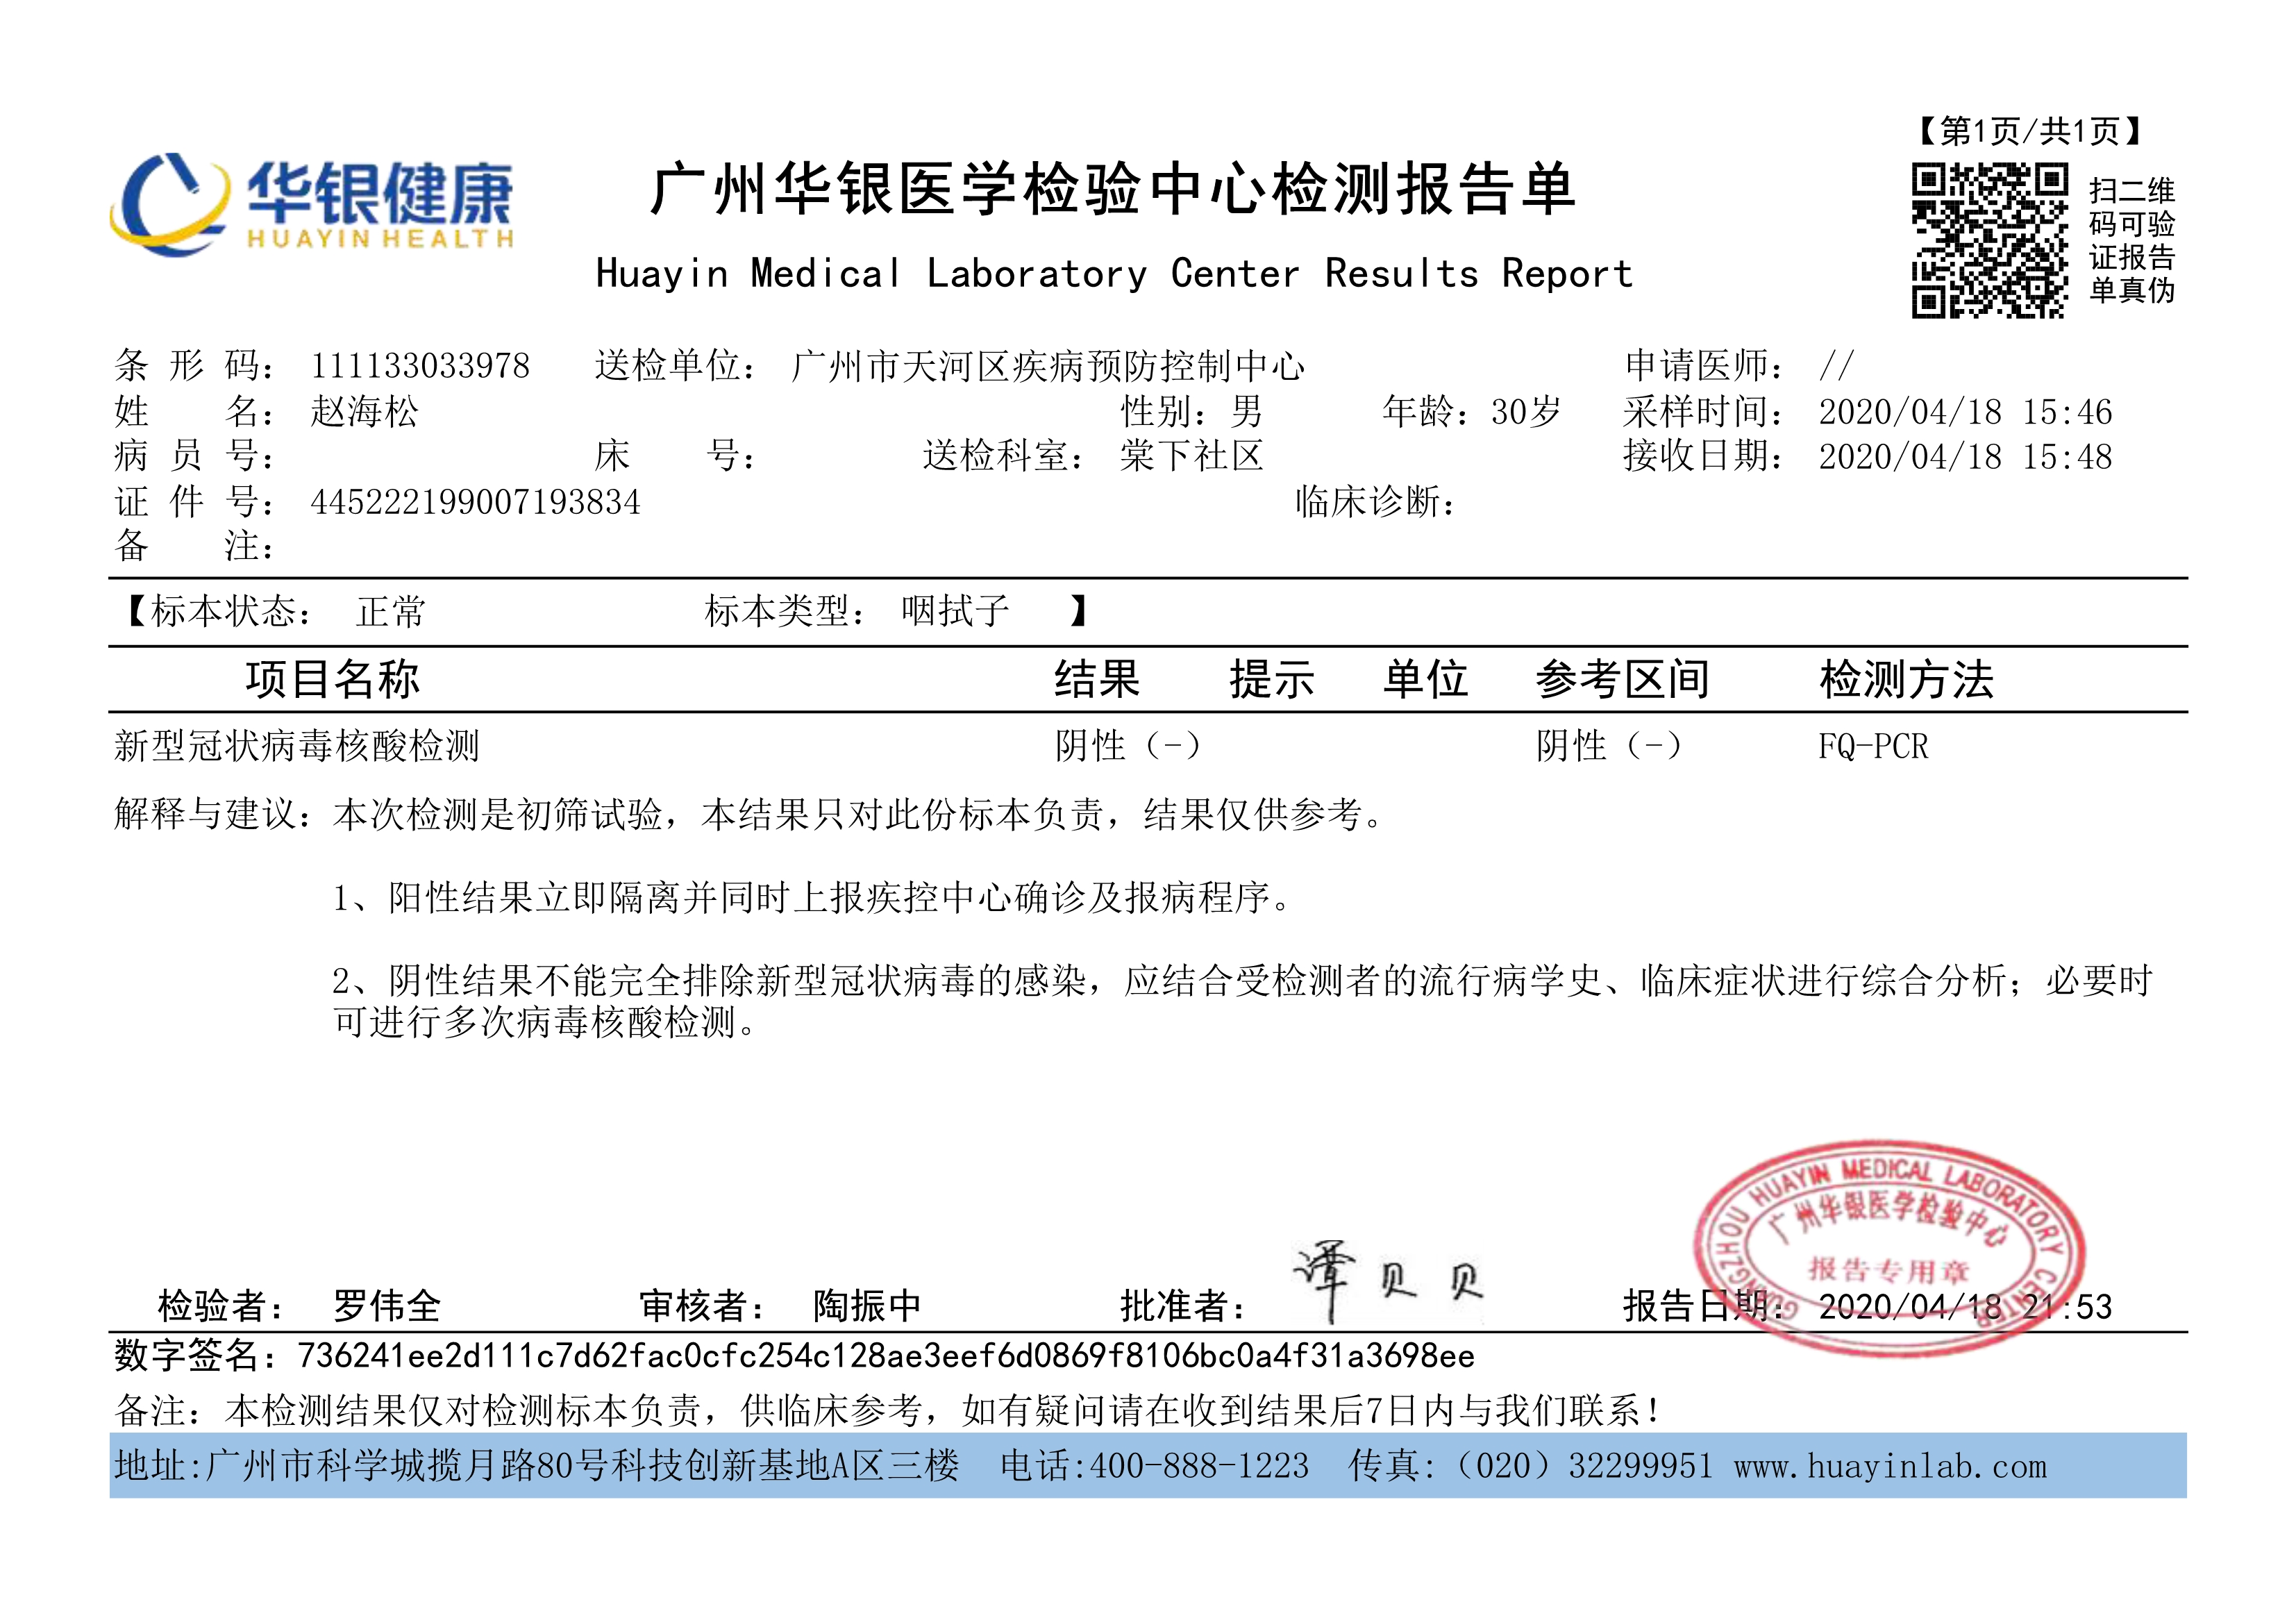 【第1页/共1页】
华银健康
HUAYIN HEALTH
广州华银医学检验中心检测报告单
Huayin Medical Laboratory Center Results Report
扫二维
码可验
证报告
单真伪
条 形 码： 111133033978 送检单位： 广州市天河区疾病预防控制中心 申请医师： //
姓 名： 赵海松 性别：男 年龄：30岁 采样时间： 2020/04/18 15:46
病 员 号： 床 号： 送检科室： 棠下社区 接收日期： 2020/04/18 15:48
证 件 号： 445222199007193834 临床诊断：
备 注：
【标本状态： 正常 标本类型： 咽拭子 】
项目名称 结果 提示 单位 参考区间 检测方法
新型冠状病毒核酸检测 阴性（-） 阴性（-） FQ-PCR
解释与建议：本次检测是初筛试验，本结果只对此份标本负责，结果仅供参考。
1、阳性结果立即隔离并同时上报疾控中心确诊及报病程序。
2、阴性结果不能完全排除新型冠状病毒的感染，应结合受检测者的流行病学史、临床症状进行综合分析；必要时
可进行多次病毒核酸检测。
GUANGZHOU HUAYIN MEDICAL LABORATORY CENTER
广州华银医学检验中心
报告专用章
检验者： 罗伟全 审核者： 陶振中 批准者： 谭贝贝 报告日期： 2020/04/18 21:53
数字签名：736241ee2d111c7d62fac0cfc254c128ae3eef6d0869f8106bc0a4f31a3698ee
备注：本检测结果仅对检测标本负责，供临床参考，如有疑问请在收到结果后7日内与我们联系！
地址:广州市科学城揽月路80号科技创新基地A区三楼 电话:400-888-1223 传真:（020）32299951 www.huayinlab.com